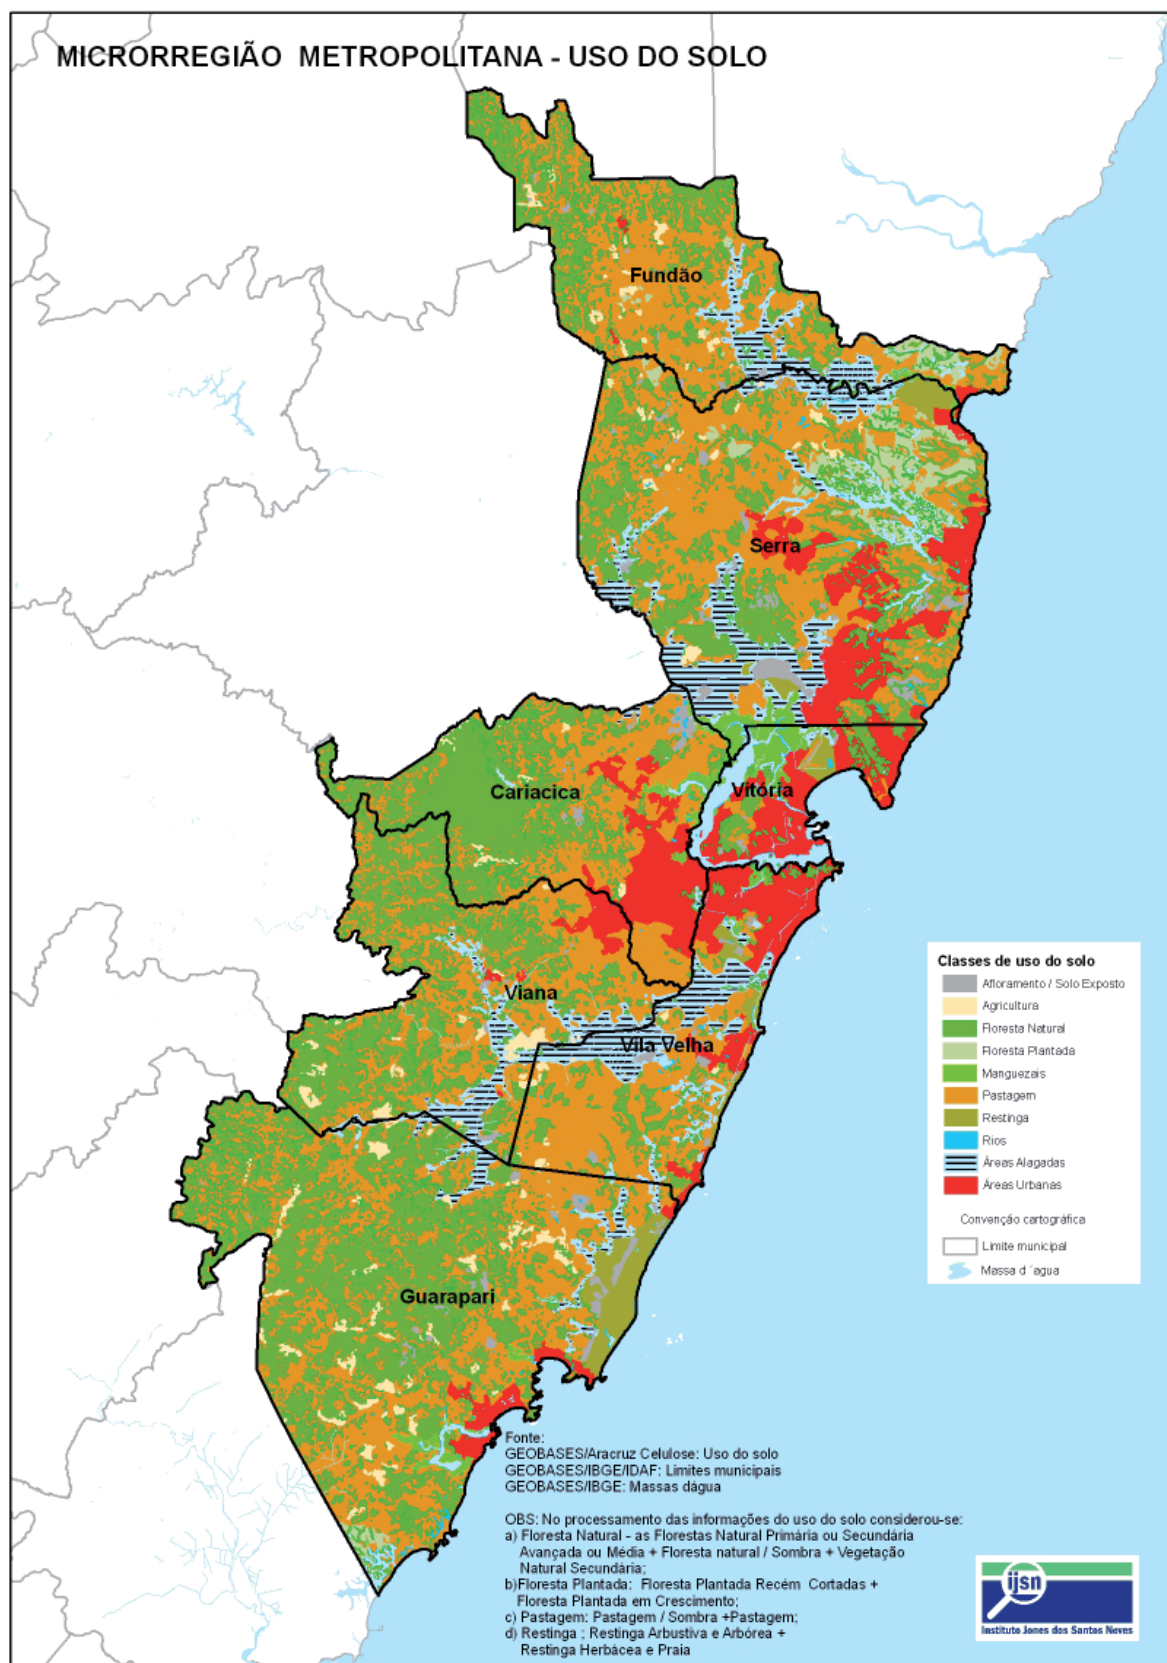 MICRORREGIÃO METROPOLITANA - USO DO SOLO
Fundão
Serra
Cariacica
Vitória
Viana
Vila Velha
Guarapari
Classes de uso do solo
Afloramento / Solo Exposto
Agricultura
Floresta Natural
Floresta Plantada
Manguezais
Pastagem
Restinga
Rios
Áreas Alagadas
Áreas Urbanas
Convenção cartográfica
Limite municipal
Massa d ´agua
Fonte:
GEOBASES/Aracruz Celulose: Uso do solo
GEOBASES/IBGE/IDAF: Limites municipais
GEOBASES/IBGE: Massas dágua
OBS: No processamento das informações do uso do solo considerou-se:
a) Floresta Natural - as Florestas Natural Primária ou Secundária
Avançada ou Média + Floresta natural / Sombra + Vegetação
Natural Secundária;
b)Floresta Plantada: Floresta Plantada Recém Cortadas +
Floresta Plantada em Crescimento;
c) Pastagem: Pastagem / Sombra +Pastagem;
d) Restinga ; Restinga Arbustiva e Arbórea +
Restinga Herbácea e Praia
ijsn
Instituto Jones dos Santos Neves